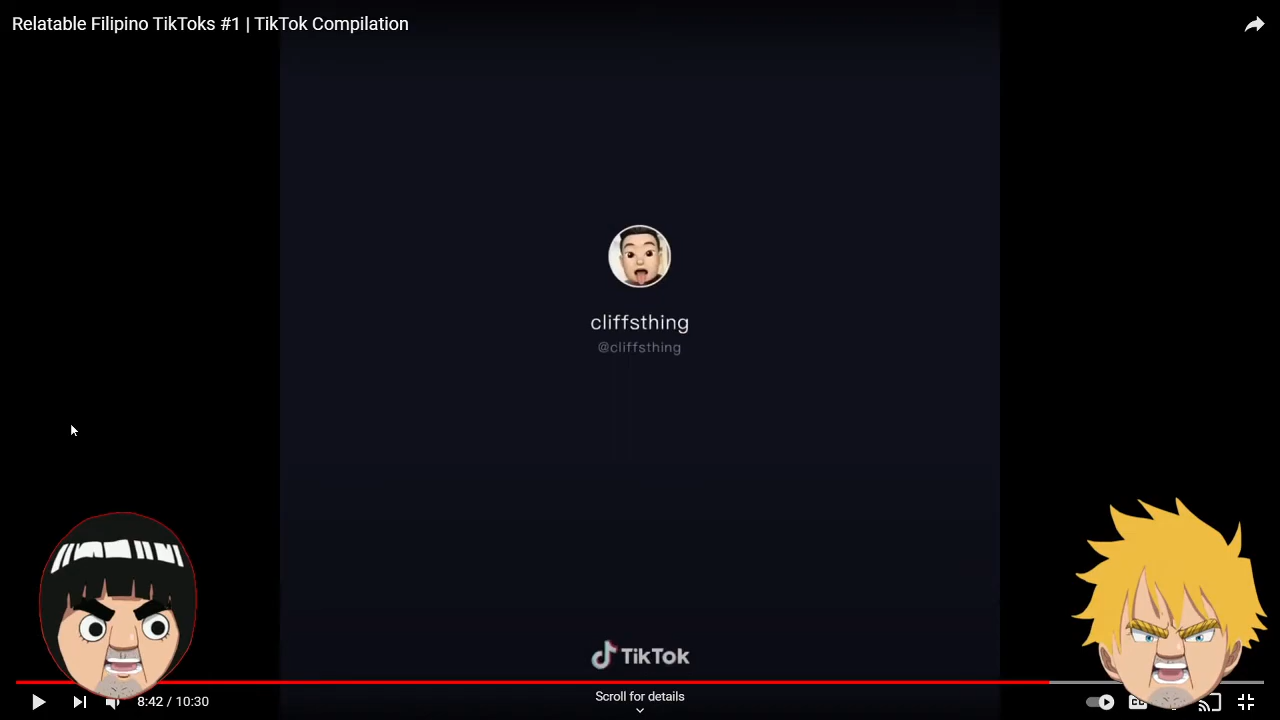 Relatable Filipino TikToks #1 | TikTok Compilation
cliffsthing
@cliffsthing
TikTok
Scroll for details
8:42 / 10:30